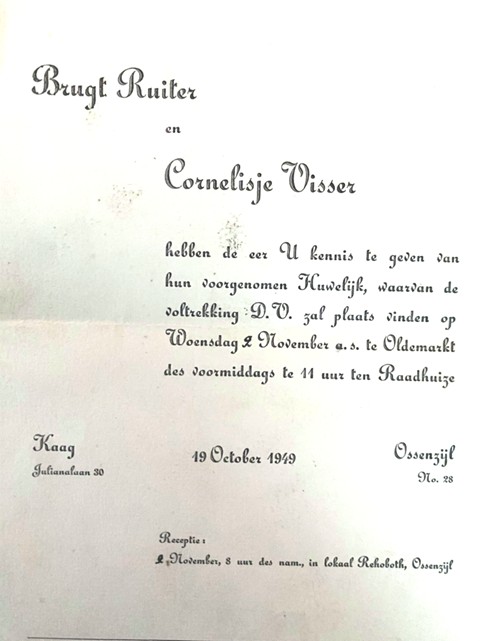 Brugt Ruiter
en
Cornelisje Visser
hebben de eer U kennis te geven van
hun voorgenomen Huwelijk, waarvan de
voltrekking D.V. zal plaats vinden op
Woensdag 2 November a.s. te Oldemarkt
des voormiddags te 11 uur ten Raadhuize
Kaag 19 October 1949 Ossenzijl
Julianalaan 30 No. 28
Receptie:
2 November, 8 uur des nam., in lokaal Rehoboth, Ossenzijl